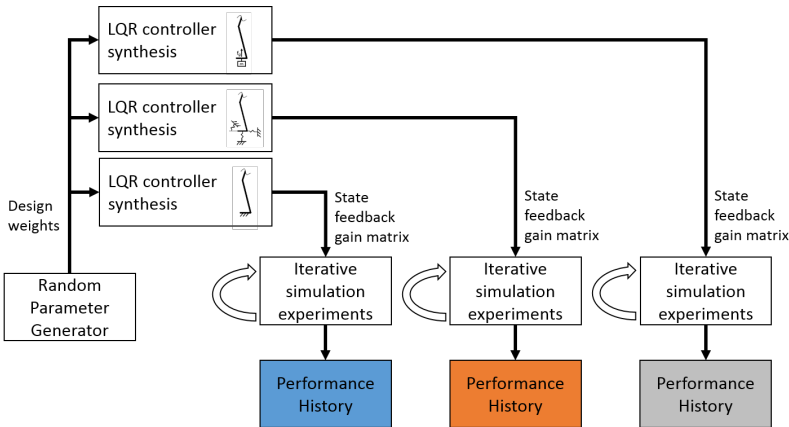 LQR controller
synthesis
LQR controller
synthesis
LQR controller
synthesis
Design
weights
Random
Parameter
Generator
State
feedback
gain matrix
State
feedback
gain matrix
State
feedback
gain matrix
Iterative
simulation
experiments
Iterative
simulation
experiments
Iterative
simulation
experiments
Performance
History
Performance
History
Performance
History